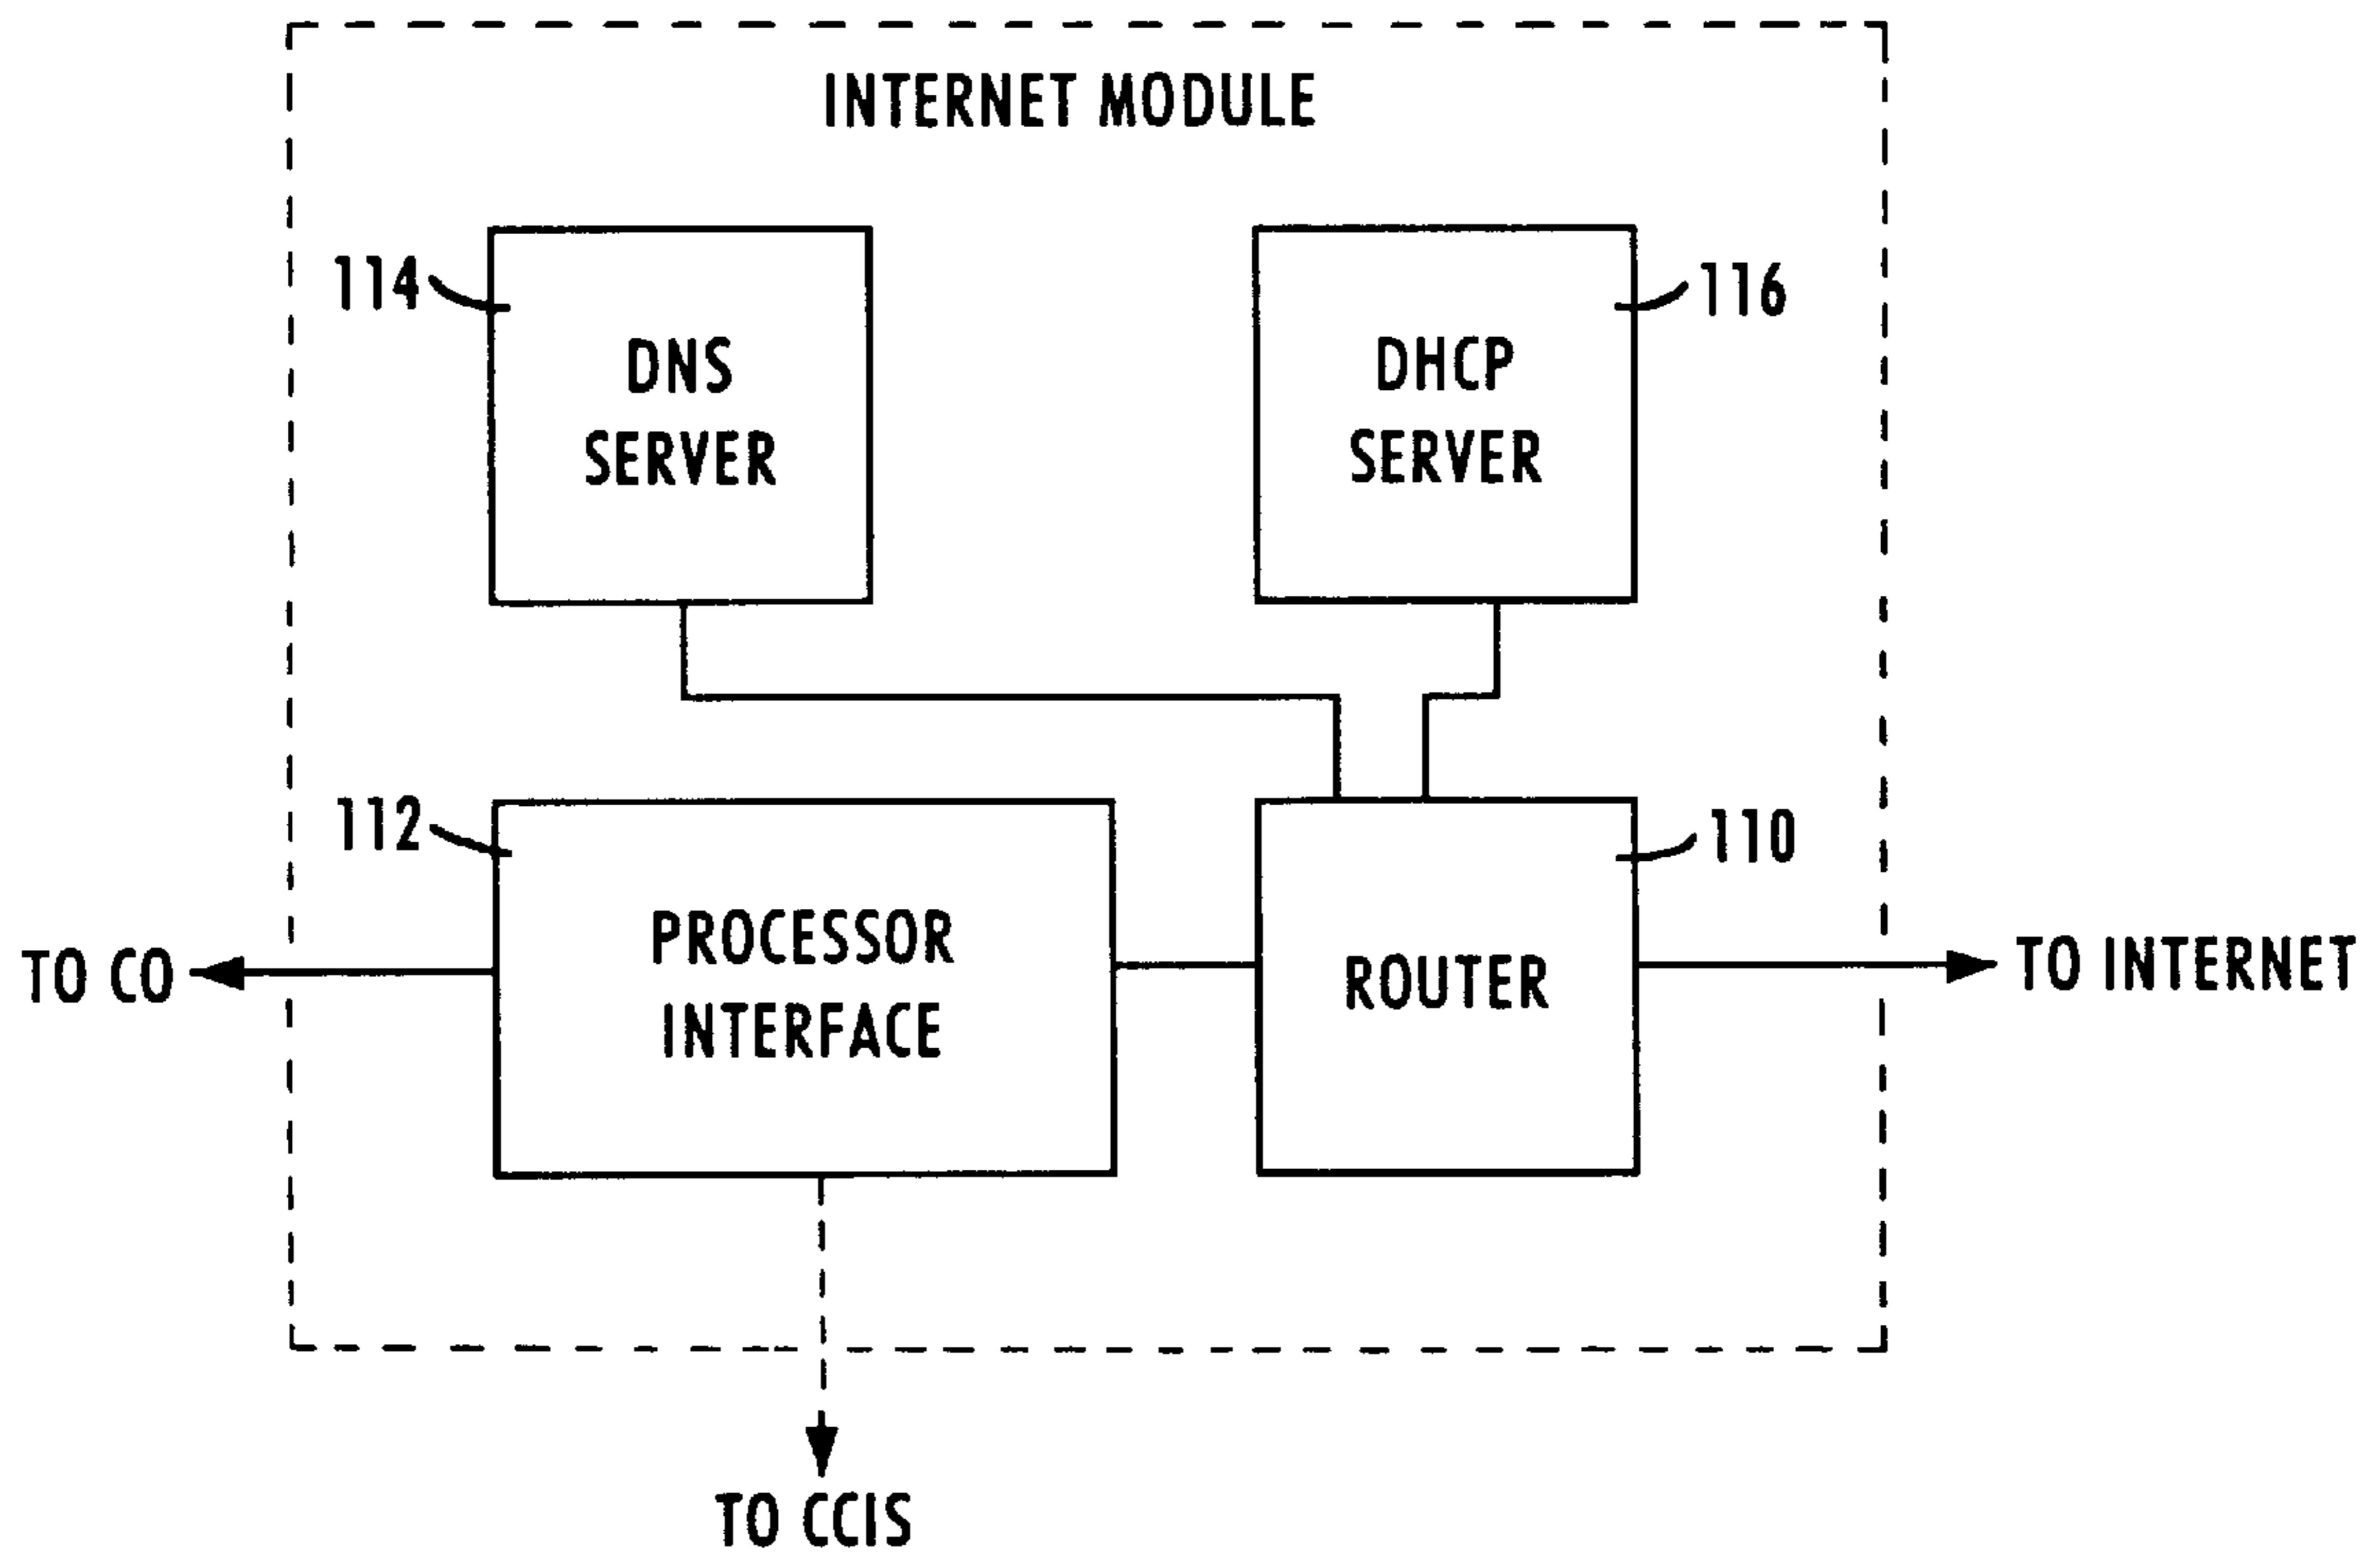 INTERNET MODULE
114
DNS
SERVER
DHCP
SERVER
116
112
PROCESSOR
INTERFACE
ROUTER
110
TO CO
TO INTERNET
TO CCIS